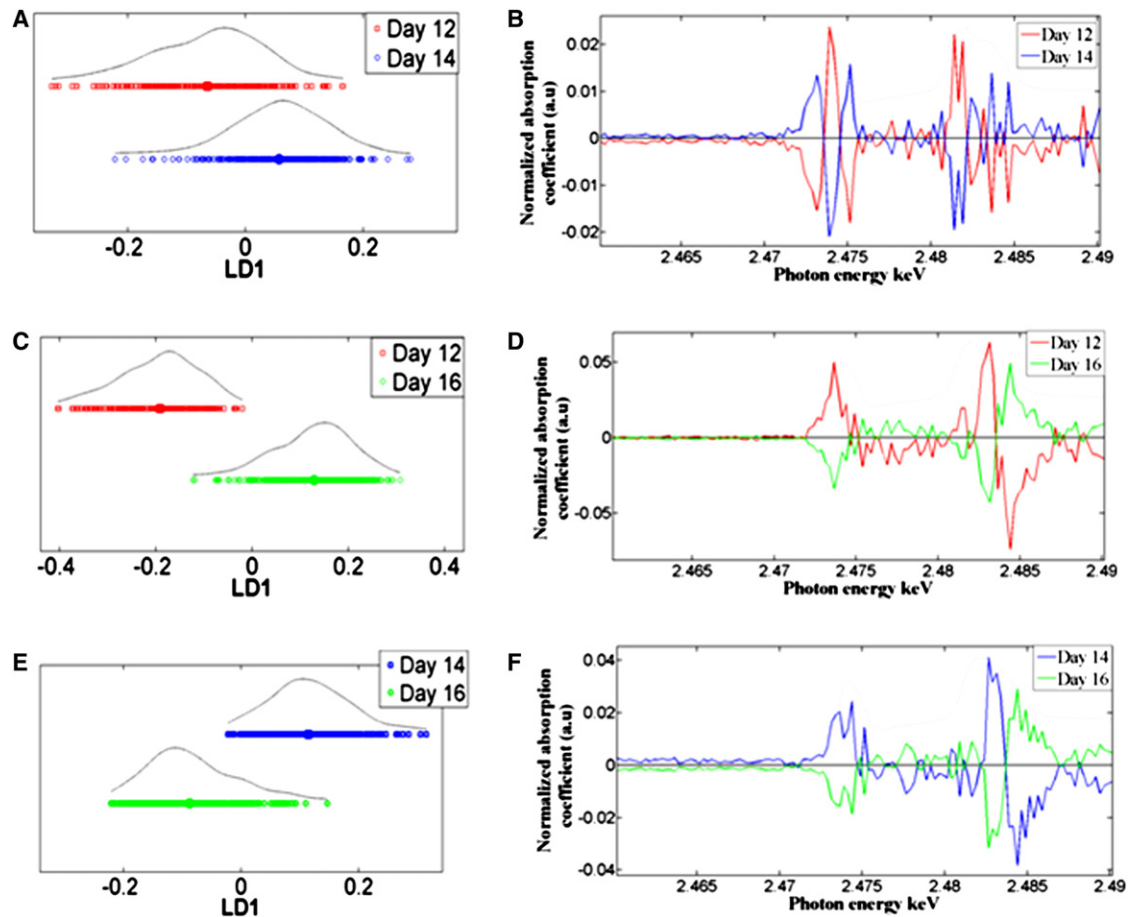 A
Day 12
Day 14
-0.2
0
0.2
LD1
B
Normalized absorption
coefficient (a.u)
0.02
0.01
0
-0.01
-0.02
Day 12
Day 14
2.465
2.47
2.475
2.48
2.485
2.49
Photon energy keV
C
Day 12
Day 16
-0.4
-0.2
0
0.2
0.4
LD1
D
Normalized absorption
coefficient (a.u)
0.05
0
-0.05
Day 12
Day 16
2.465
2.47
2.475
2.48
2.485
2.49
Photon energy keV
E
Day 14
Day 16
-0.2
0
0.2
LD1
F
Normalized absorption
coefficient (a.u)
0.04
0.02
0
-0.02
-0.04
Day 14
Day 16
2.465
2.47
2.475
2.48
2.485
2.49
Photon energy keV